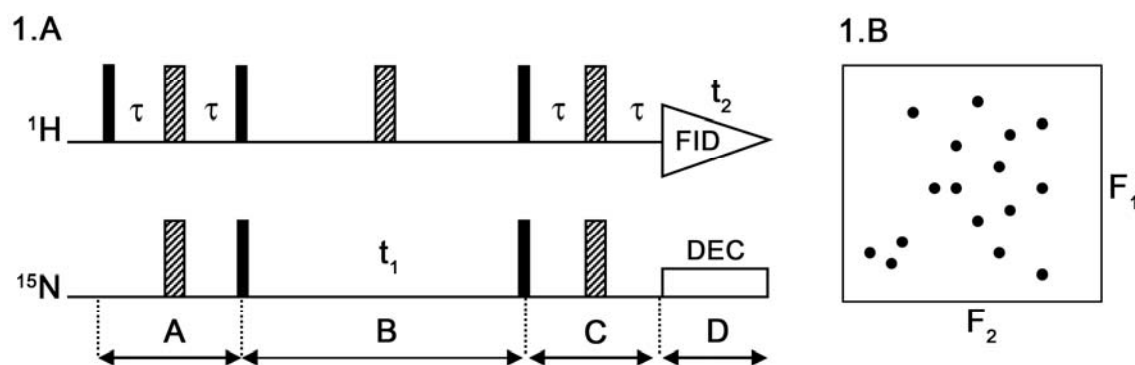 1.A
1.B
τ τ τ τ t₂
¹H FID
F₁
t₁ DEC
¹⁵N
A B C D
F₂